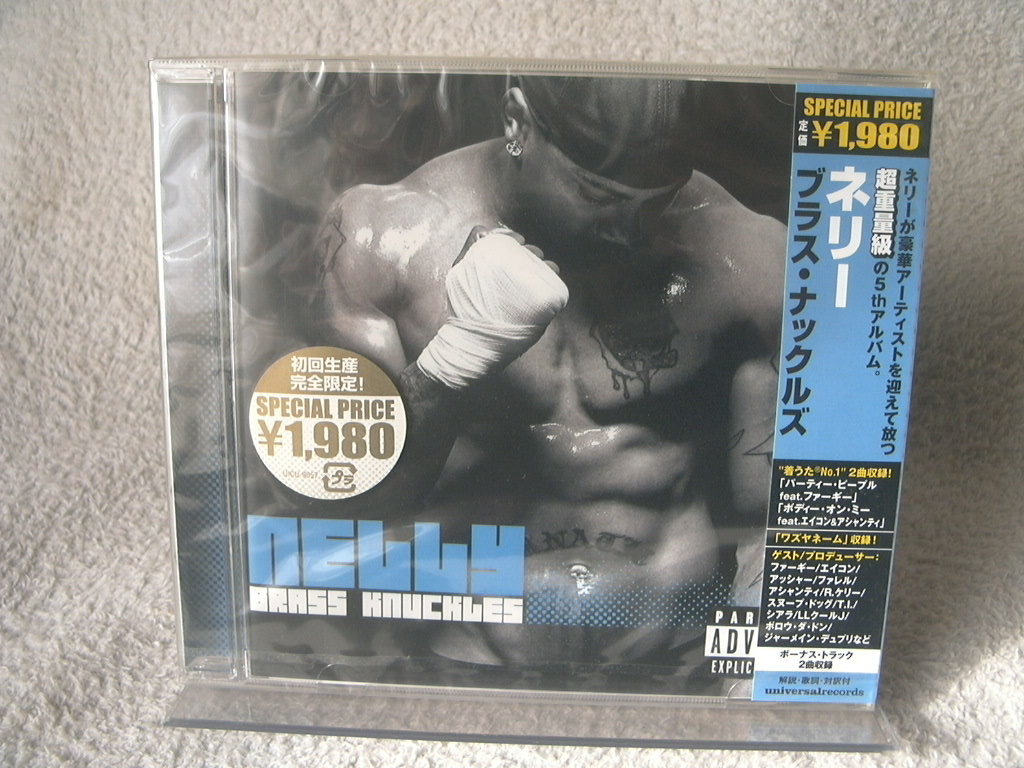 初回生産
完全限定!
SPECIAL PRICE
¥1,980
プラ
NELLY
BRASS KNUCKLES
PAR
ADV
EXPLIC
SPECIAL PRICE
定価 ¥1,980
ネリーが豪華アーティストを迎えて放つ
超重量級の5thアルバム。
ネリー
ブラス・ナックルズ
"着うた®No.1" 2曲収録!
「パーティー・ピープル
feat.ファーギー」
「ボディー・オン・ミー
feat.エイコン&アシャンティ」
「ワズヤネーム」収録!
ゲスト/プロデューサー:
ファーギー/エイコン/
アッシャー/ファレル/
アシャンティ/R.ケリー/
スヌープ・ドッグ/T.I./
シアラ/LLクールJ/
ポロウ・ダ・ドン/
ジャーメイン・デュプリなど
ボーナス・トラック
2曲収録
解説・歌詞・対訳付
universalrecords